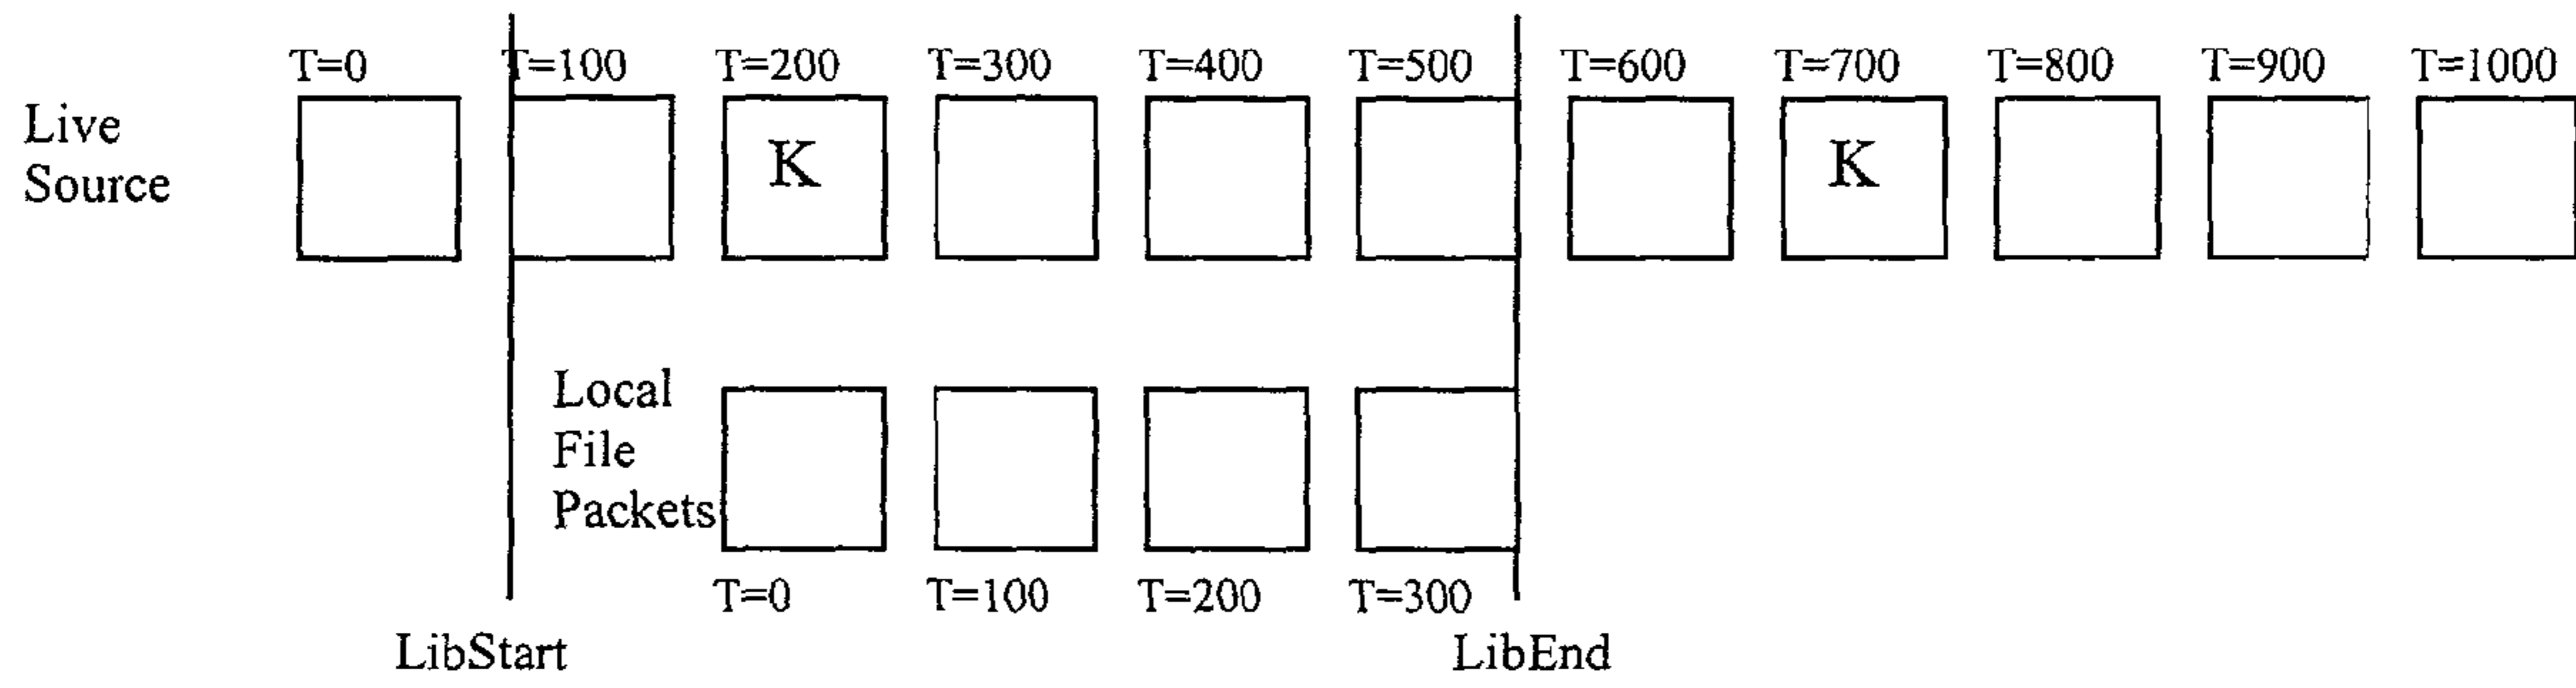 T=0 T=100 T=200 T=300 T=400 T=500 T=600 T=700 T=800 T=900 T=1000
Live
Source
K K
Local
File
Packets
T=0 T=100 T=200 T=300
LibStart LibEnd